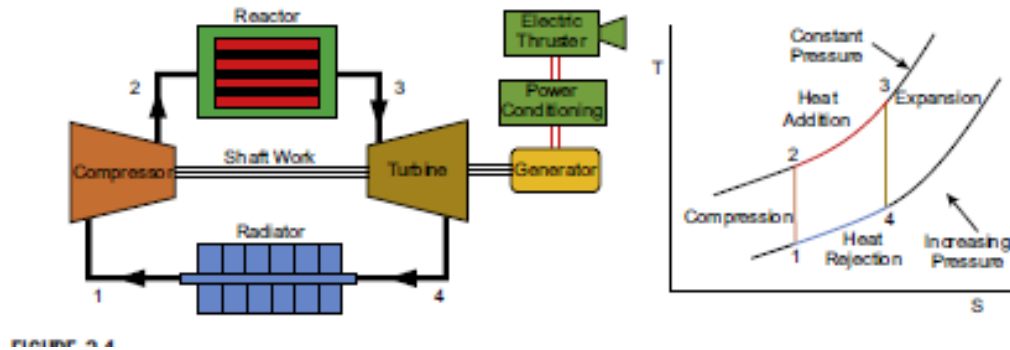 Reactor
Electric
Thruster
2
3
Power
Conditioning
Compressor
Shaft Work
Turbine
Generator
Radiator
1
4
T
Constant
Pressure
3
Heat
Addition
Expansion
2
Compression
4
1
Heat
Rejection
Increasing
Pressure
S